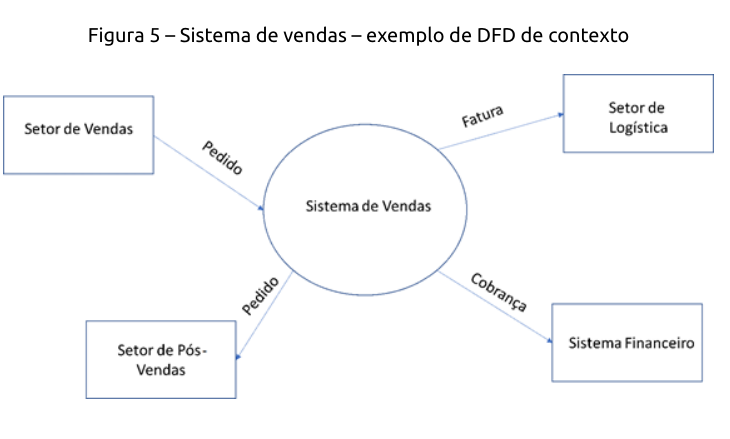 Figura 5 – Sistema de vendas – exemplo de DFD de contexto
Setor de Vendas
Pedido
Fatura
Setor de
Logística
Sistema de Vendas
Pedido
Cobrança
Setor de Pós-
Vendas
Sistema Financeiro